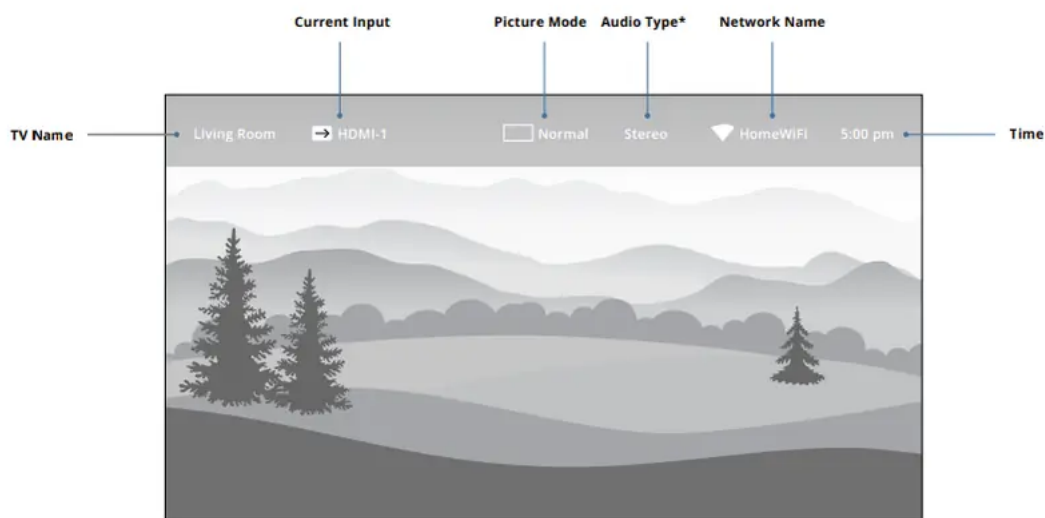 Current Input
Picture Mode
Audio Type*
Network Name
TV Name
Living Room
HDMI-1
Normal
Stereo
HomeWiFi
5:00 pm
Time